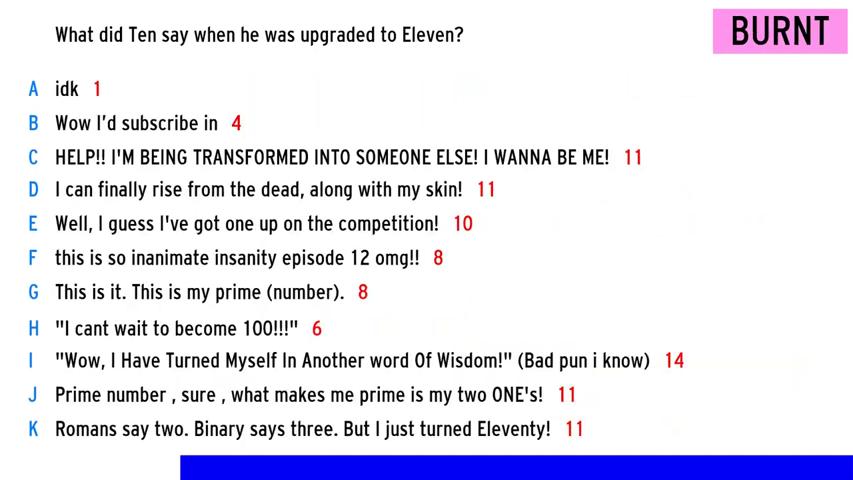 What did Ten say when he was upgraded to Eleven?
BURNT
A idk 1
B Wow I'd subscribe in 4
C HELP!! I'M BEING TRANSFORMED INTO SOMEONE ELSE! I WANNA BE ME! 11
D I can finally rise from the dead, along with my skin! 11
E Well, I guess I've got one up on the competition! 10
F this is so inanimate insanity episode 12 omg!! 8
G This is it. This is my prime (number). 8
H "I cant wait to become 100!!!" 6
I "Wow, I Have Turned Myself In Another word Of Wisdom!" (Bad pun i know) 14
J Prime number , sure , what makes me prime is my two ONE's! 11
K Romans say two. Binary says three. But I just turned Eleventy! 11